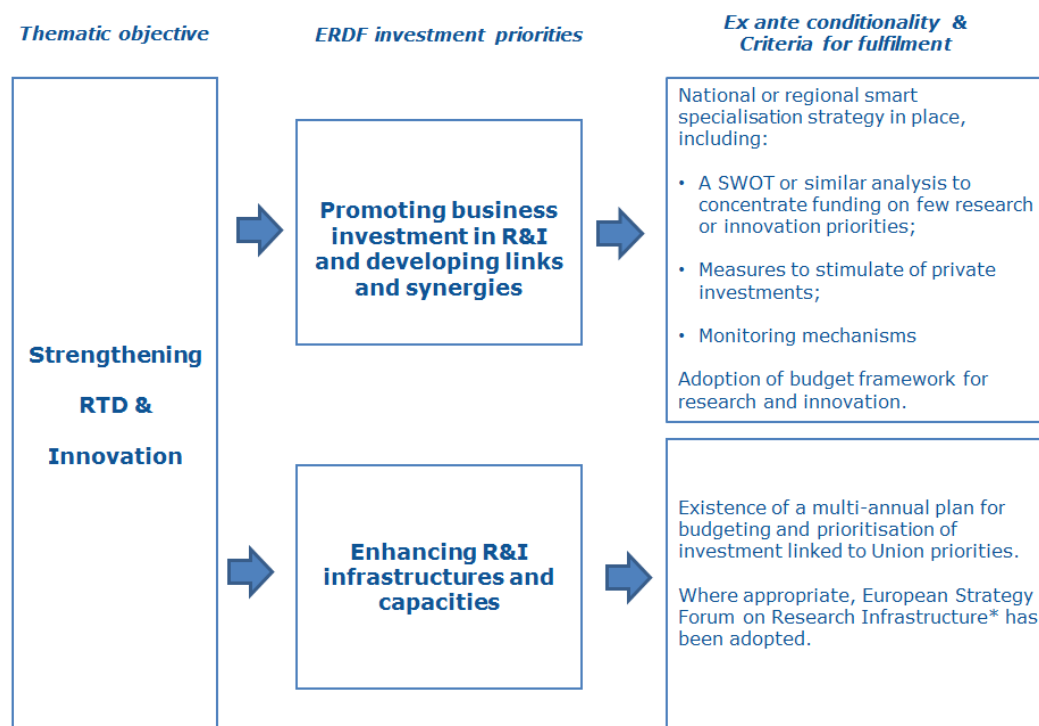 Thematic objective
ERDF investment priorities
Ex ante conditionality &
Criteria for fulfilment
Strengthening
RTD &
Innovation
Promoting business
investment in R&I
and developing links
and synergies
National or regional smart
specialisation strategy in place,
including:
• A SWOT or similar analysis to
concentrate funding on few research
or innovation priorities;
• Measures to stimulate of private
investments;
• Monitoring mechanisms
Adoption of budget framework for
research and innovation.
Enhancing R&I
infrastructures and
capacities
Existence of a multi-annual plan for
budgeting and prioritisation of
investment linked to Union priorities.
Where appropriate, European Strategy
Forum on Research Infrastructure* has
been adopted.